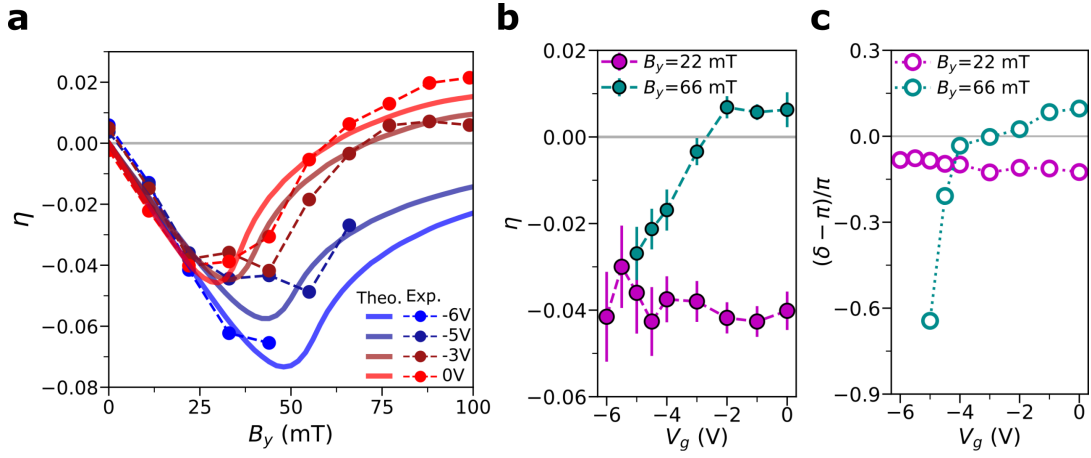 a
η
0.02
0.00
−0.02
−0.04
−0.06
−0.08
0
25
50
75
100
B_y (mT)
Theo. Exp.
-6V
-5V
-3V
0V
b
η
0.02
0.00
−0.02
−0.04
−0.06
−6
−4
−2
0
V_g (V)
B_y=22 mT
B_y=66 mT
c
(δ − π)/π
0.3
0.0
−0.3
−0.6
−0.9
−6
−4
−2
0
V_g (V)
B_y=22 mT
B_y=66 mT